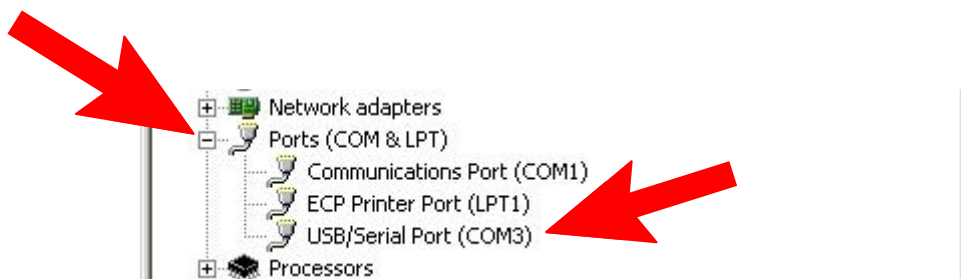 Network adapters
Ports (COM & LPT)
Communications Port (COM1)
ECP Printer Port (LPT1)
USB/Serial Port (COM3)
Processors